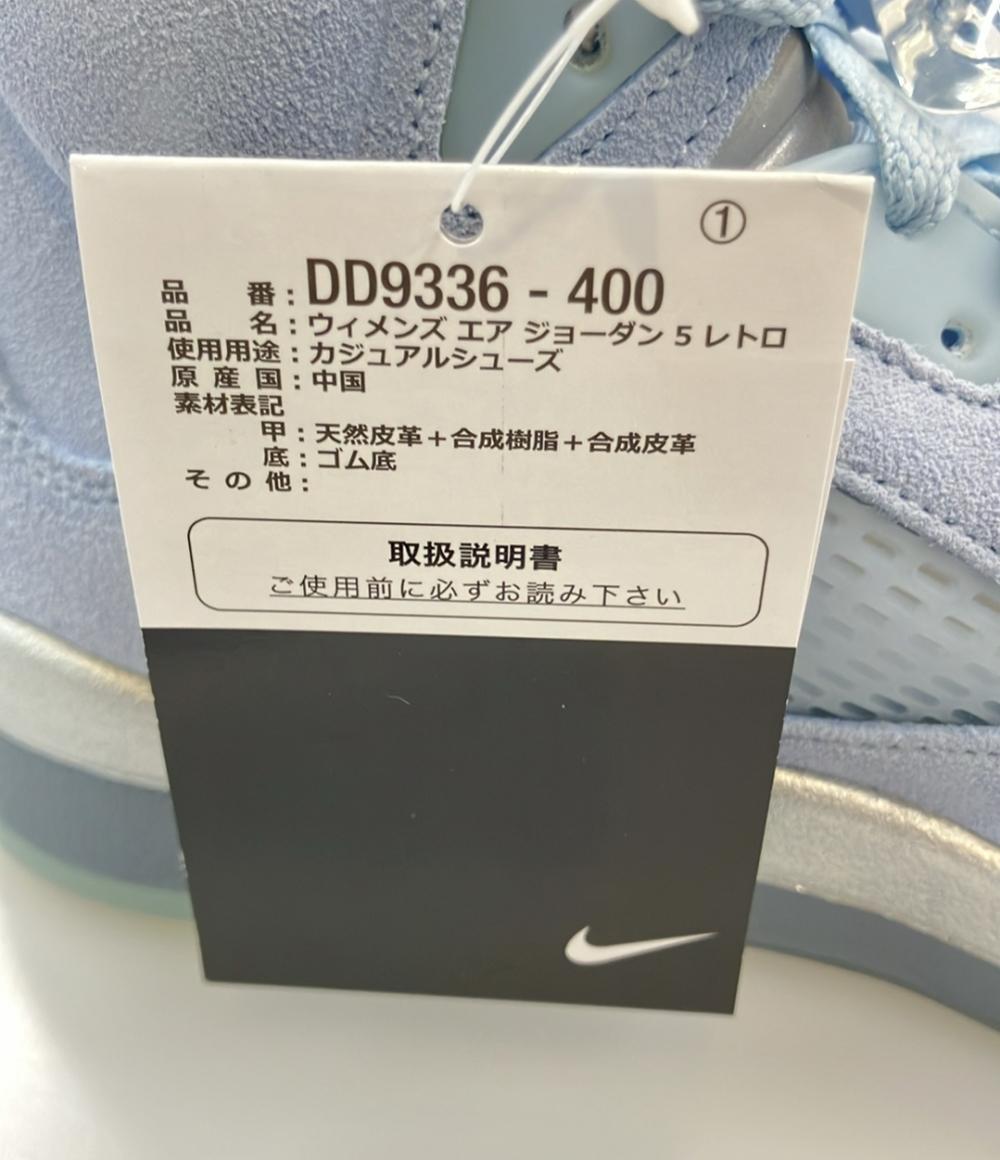 ①
品 番：DD9336 - 400
品 名：ウィメンズ エア ジョーダン 5 レトロ
使用用途：カジュアルシューズ
原 産 国：中国
素材表記
甲：天然皮革＋合成樹脂＋合成皮革
底：ゴム底
そ の 他：
取扱説明書
ご使用前に必ずお読み下さい